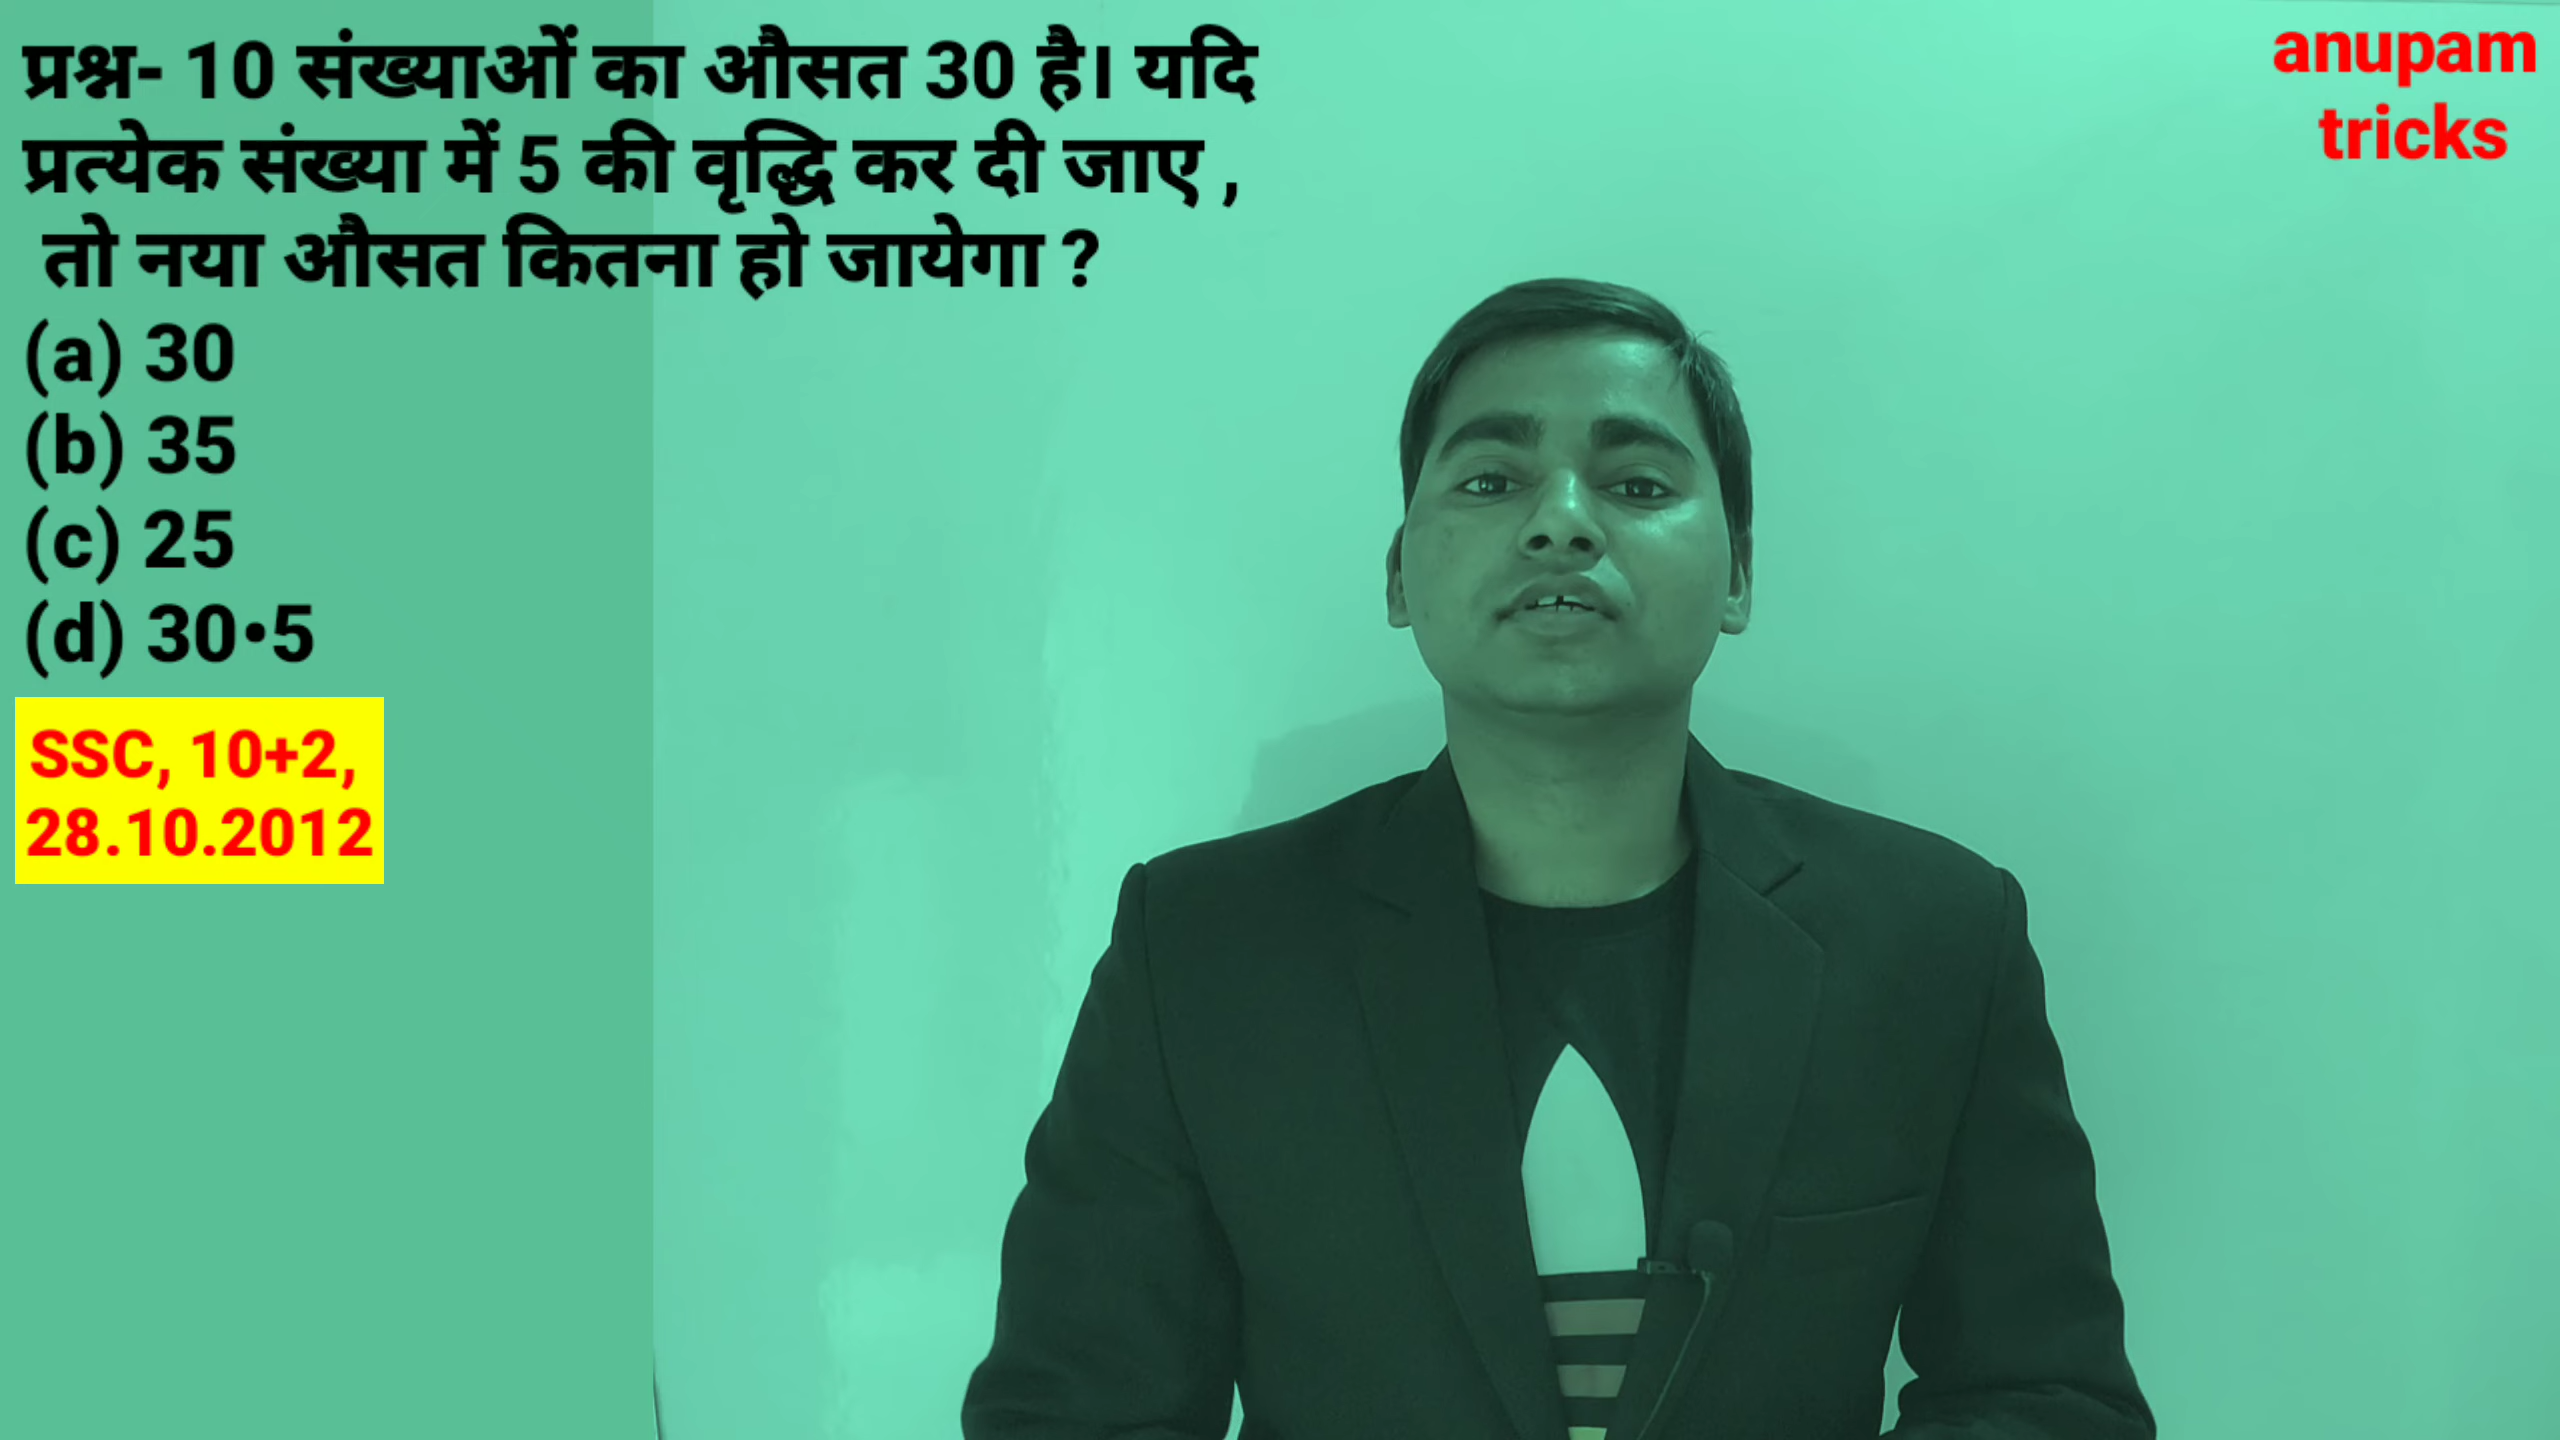 प्रश्न- 10 संख्याओं का औसत 30 है। यदि
प्रत्येक संख्या में 5 की वृद्धि कर दी जाए ,
तो नया औसत कितना हो जायेगा ?
(a) 30
(b) 35
(c) 25
(d) 30•5
SSC, 10+2,
28.10.2012
anupam
tricks